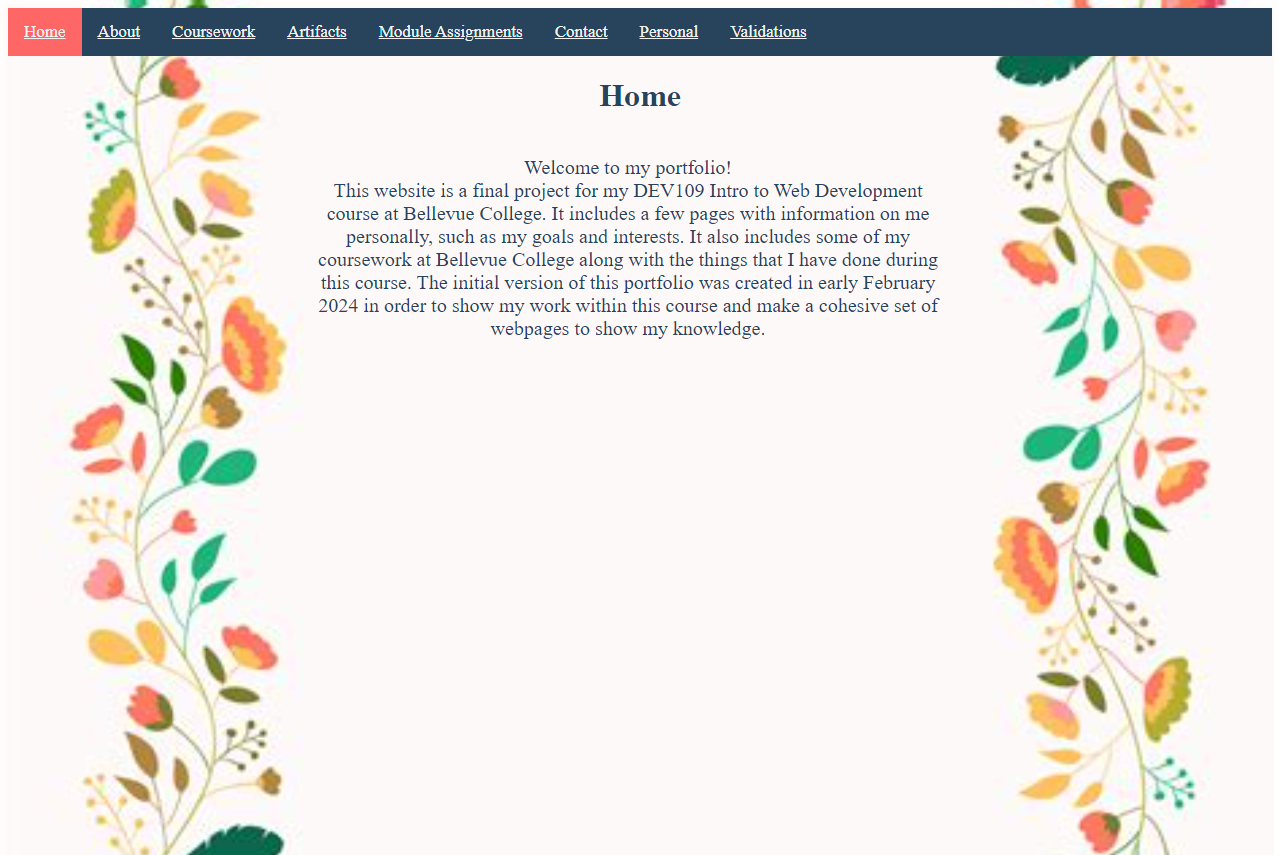 Home About Coursework Artifacts Module Assignments Contact Personal Validations
Home
Welcome to my portfolio!
This website is a final project for my DEV109 Intro to Web Development
course at Bellevue College. It includes a few pages with information on me
personally, such as my goals and interests. It also includes some of my
coursework at Bellevue College along with the things that I have done during
this course. The initial version of this portfolio was created in early February
2024 in order to show my work within this course and make a cohesive set of
webpages to show my knowledge.